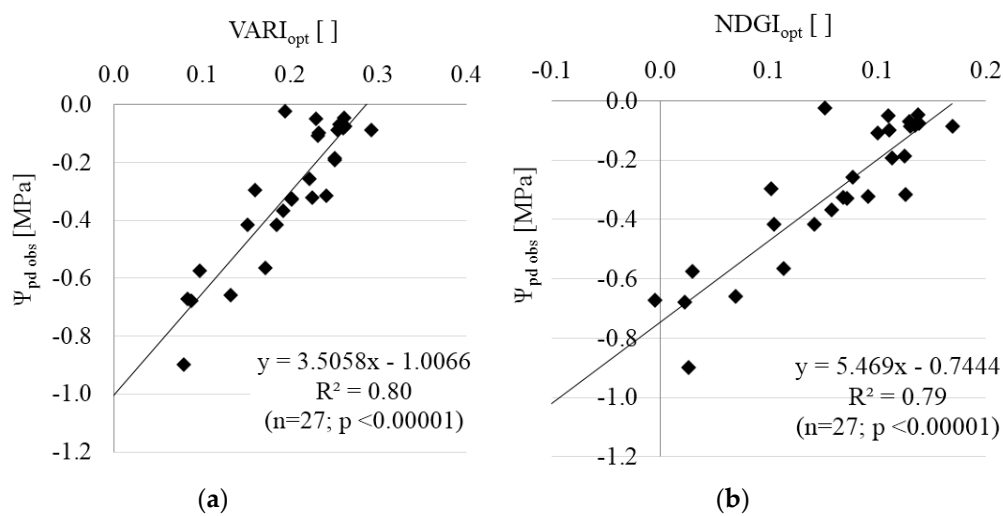 VARIopt [ ]
0.0 0.1 0.2 0.3 0.4
0.0
-0.2
-0.4
-0.6
-0.8
-1.0
-1.2
Ψpd obs [MPa]
y = 3.5058x - 1.0066
R² = 0.80
(n=27; p <0.00001)
(a)
NDGIopt [ ]
-0.1 0.0 0.1 0.1 0.2
0.0
-0.2
-0.4
-0.6
-0.8
-1.0
-1.2
Ψpd obs [MPa]
y = 5.469x - 0.7444
R² = 0.79
(n=27; p <0.00001)
(b)